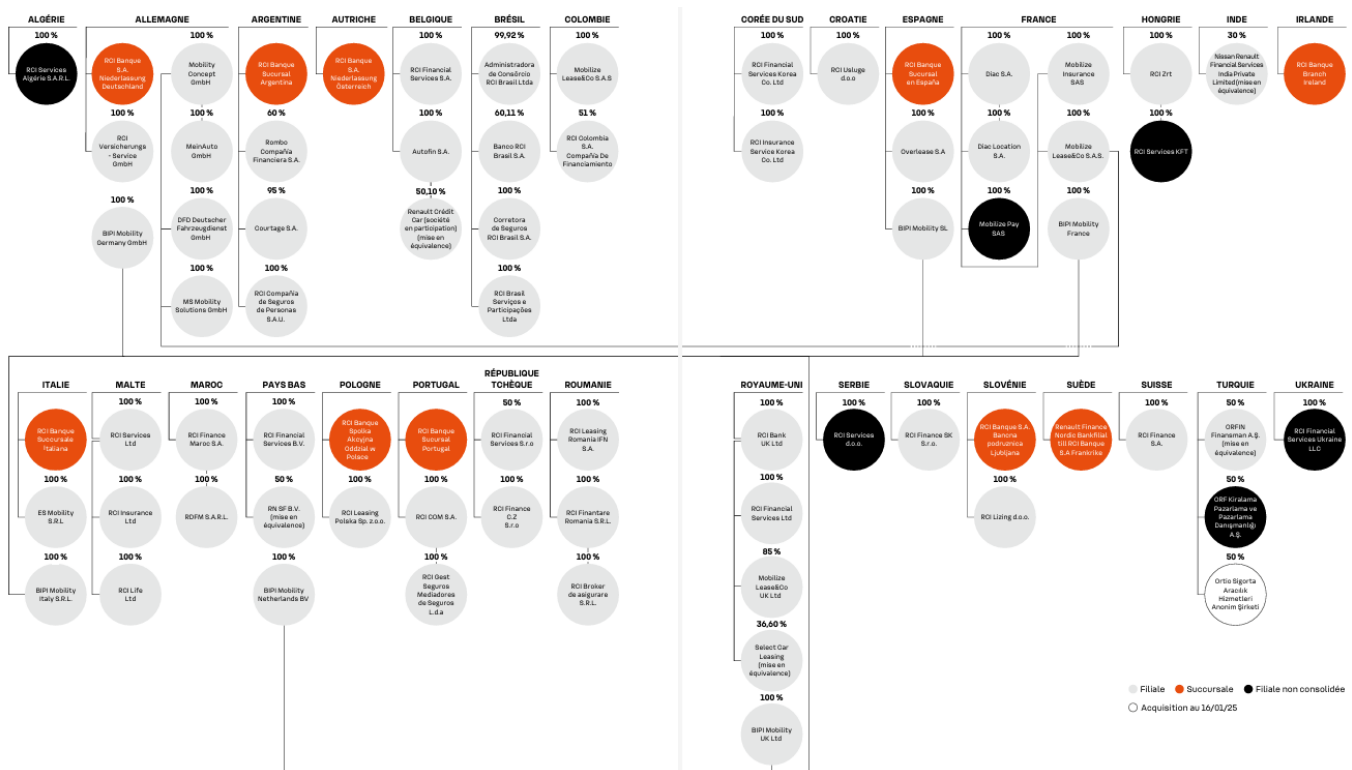 ALGÉRIE
100 %
RCI Services
Algérie S.A.R.L.
ALLEMAGNE
RCI Banque
S.A.
Niederlassung
Deutschland
100 %
RCI
Versicherungs
- Service
GmbH
100 %
BIPI Mobility
Germany GmbH
100 %
Mobility
Concept
GmbH
100 %
MeinAuto
GmbH
100 %
DFD Deutscher
Fahrzeugdienst
GmbH
100 %
MS Mobility
Solutions GmbH
ARGENTINE
RCI Banque
Sucursal
Argentina
60 %
Rombo
Compañia
Financiera S.A.
95 %
Courtage S.A.
100 %
RCI Compañia
de Seguros
de Personas
S.A.U.
AUTRICHE
RCI Banque
S.A.
Niederlassung
Österreich
BELGIQUE
100 %
RCI Financial
Services S.A.
100 %
Autofin S.A.
50,10 %
Renault Crédit
Car (société
en participation)
(mise en
équivalence)
BRÉSIL
99,92 %
Administradora
de Consórcio
RCI Brasil Ltda
60,11 %
Banco RCI
Brasil S.A.
100 %
Corretora
de Seguros
RCI Brasil S.A.
100 %
RCI Brasil
Serviços e
Participações
Ltda
COLOMBIE
100 %
Mobilize
Lease&Co S.A.S
51 %
RCI Colombia
S.A.
Compañia De
Financiamiento
CORÉE DU SUD
100 %
RCI Financial
Services Korea
Co. Ltd
100 %
RCI Insurance
Service Korea
Co. Ltd
CROATIE
100 %
RCI Usluge
d.o.o
ESPAGNE
RCI Banque
Sucursal
en España
100 %
Overlease S.A
100 %
BIPI Mobility SL
FRANCE
100 %
Diac S.A.
100 %
Diac Location
S.A.
100 %
Mobilize Pay
SAS
100 %
Mobilize
Insurance
SAS
100 %
Mobilize
Lease&Co S.A.S.
100 %
BIPI Mobility
France
HONGRIE
100 %
RCI Zrt
100 %
RCI Services KFT
INDE
30 %
Nissan Renault
Financial Services
India Private
Limited (mise en
équivalence)
IRLANDE
RCI Banque
Branch
Ireland
ITALIE
RCI Banque
Succursale
Italiana
100 %
ES Mobility
S.R.L
100 %
BIPI Mobility
Italy S.R.L.
MALTE
100 %
RCI Services
Ltd
100 %
RCI Insurance
Ltd
100 %
RCI Life
Ltd
MAROC
100 %
RCI Finance
Maroc S.A.
100 %
RDFM S.A.R.L.
PAYS BAS
100 %
RCI Financial
Services B.V.
50 %
RN SF B.V.
(mise en
équivalence)
100 %
BIPI Mobility
Netherlands BV
POLOGNE
RCI Banque
Spolka
Akcyjna
Oddzial w
Polsce
100 %
RCI Leasing
Polska Sp. z.o.o.
PORTUGAL
RCI Banque
Sucursal
Portugal
100 %
RCI COM S.A.
100 %
RCI Gest
Seguros
Mediadores
de Seguros
L.d.a
RÉPUBLIQUE
TCHÈQUE
50 %
RCI Financial
Services S.r.o
100 %
RCI Finance
C.Z
S.r.o
ROUMANIE
100 %
RCI Leasing
Romania IFN
S.A.
100 %
RCI Finantare
Romania S.R.L.
100 %
RCI Broker
de asigurare
S.R.L.
ROYAUME-UNI
100 %
RCI Bank
UK Ltd
100 %
RCI Financial
Services Ltd
85 %
Mobilize
Lease&Co
UK Ltd
36,60 %
Select Car
Leasing
(mise en
équivalence)
100 %
BIPI Mobility
UK Ltd
SERBIE
100 %
RCI Services
d.o.o.
SLOVAQUIE
100 %
RCI Finance SK
S.r.o.
SLOVÉNIE
RCI Banque S.A.
Bancna
podruznica
Ljubljana
100 %
RCI Lizing d.o.o.
SUÈDE
Renault Finance
Nordic Bankfilial
till RCI Banque
S.A Frankrike
SUISSE
100 %
RCI Finance
S.A.
TURQUIE
50 %
ORFIN
Finansman A.Ş.
(mise en
équivalence)
50 %
ORF Kiralama
Pazarlama ve
Pazarlama
Danışmanlığı
A.Ş.
50 %
Ortio Sigorta
Aracılık
Hizmetleri
Anonim Şirketi
UKRAINE
100 %
RCI Financial
Services Ukraine
LLC
Filiale
Succursale
Filiale non consolidée
Acquisition au 16/01/25